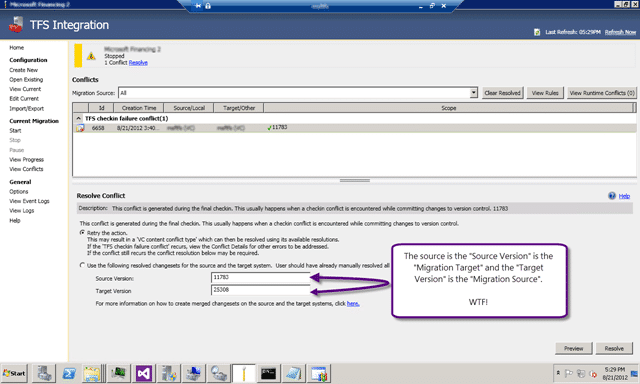 Microsoft Financing 2
TFS Integration
Last Refresh: 05:29PM Refresh Now
Home
Configuration
Create New
Open Existing
View Current
Edit Current
Import/Export
Current Migration
Start
Stop
Pause
View Progress
View Conflicts
General
Options
View Event Logs
View Logs
Help
Microsoft Financing 2
Stopped
1 Conflict Resolve
Conflicts
Migration Source: All
Clear Resolved
View Rules
View Runtime Conflicts (0)
Id Creation Time Source/Local Target/Other Scope
TFS checkin failure conflict(1)
6658 8/21/2012 3:40... 11783
Resolve Conflict
Help
Description: This conflict is generated during the final checkin. This usually happens when a checkin conflict is encountered while committing changes to version control. 11783
This conflict is generated during the final checkin. This usually happens when a checkin conflict is encountered while committing changes to version control.
Retry the action.
This may result in a 'VC content conflict type' which can then be resolved using its available resolutions.
If the 'TFS checkin failure conflict' recurs, view the Conflict Details for other errors to be addressed.
If the conflict still recurs the conflict resolution below may be required.
Use the following resolved changesets for the source and the target system. User should have already manually resolved all
Source Version: 11783
Target Version 25308
For more information on how to create merged changesets on the source and the target systems, click here.
The source is the "Source Version" is the
"Migration Target" and the "Target
Version" is the "Migration Source".
WTF!
Preview
Resolve
Start
5:29 PM
8/21/2012